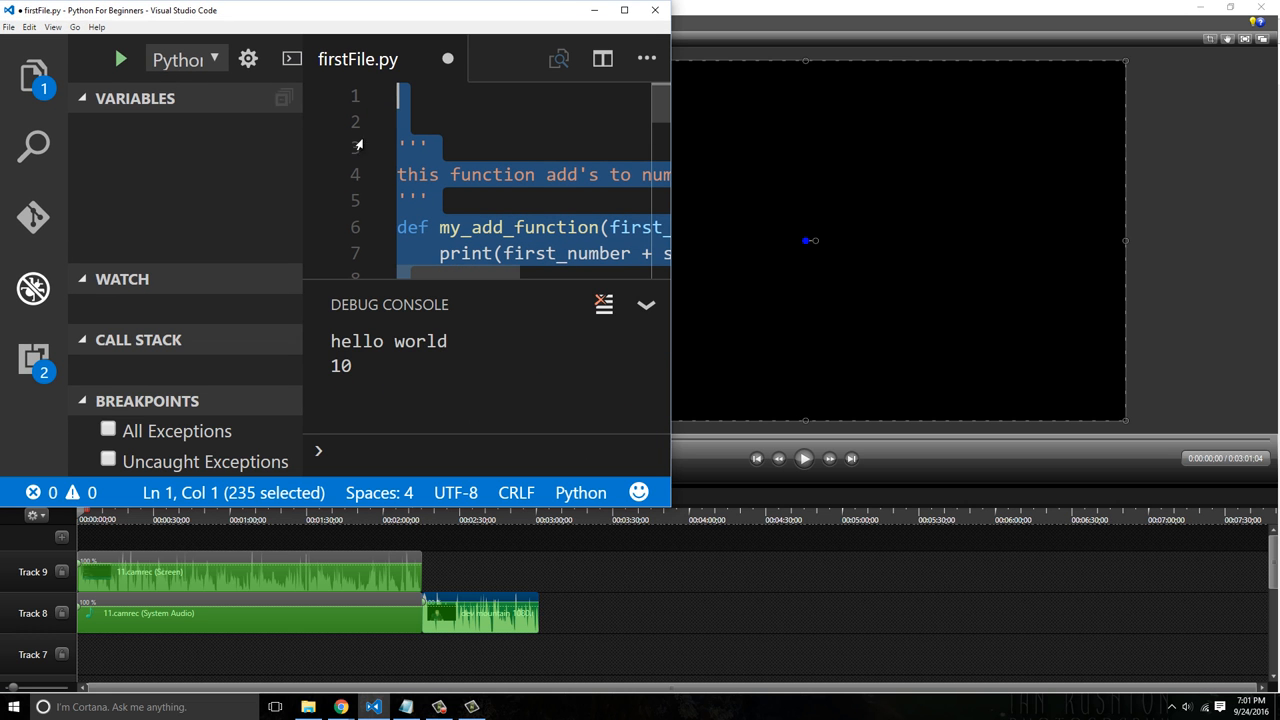 • firstFile.py - Python For Beginners - Visual Studio Code
File Edit View Go Help
1
Pythor
firstFile.py
VARIABLES
1
2
3 '''
4 this function add's to num
5 '''
6 def my_add_function(first_
7 print(first_number + s
WATCH
CALL STACK
2
BREAKPOINTS
All Exceptions
Uncaught Exceptions
DEBUG CONSOLE
hello world
10
0 0 Ln 1, Col 1 (235 selected) Spaces: 4 UTF-8 CRLF Python
0:00:00;00 / 0:03:01;04
00:00:00;00 00:00:30;00 00:01:00;00 00:01:30;00 00:02:00;00 00:02:30;00 00:03:00;00 00:03:30;00 00:04:00;00 00:04:30;00 00:05:00;00 00:05:30;00 00:06:00;00 00:06:30;00 00:07:00;00 00:07:30;00
Track 9 100 % 11.camrec (Screen)
Track 8 100 % 11.camrec (System Audio) 100 % dev mountain 1080
Track 7
I'm Cortana. Ask me anything.
IAN RUSHTON
7:01 PM
9/24/2016